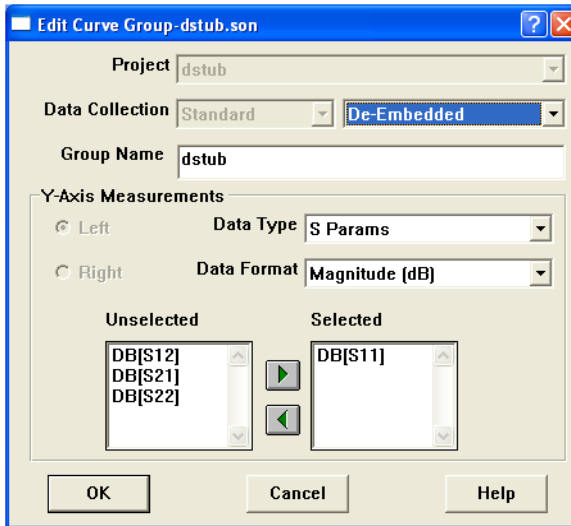 Edit Curve Group-dstub.son
Project dstub
Data Collection Standard De-Embedded
Group Name dstub
Y-Axis Measurements
Left Data Type S Params
Right Data Format Magnitude (dB)
Unselected Selected
DB[S12] DB[S11]
DB[S21]
DB[S22]
OK Cancel Help